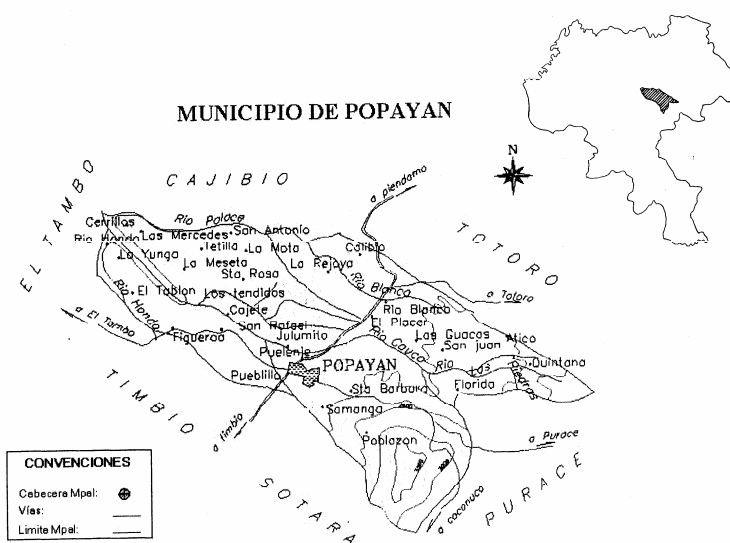 MUNICIPIO DE POPAYAN
N
CAJIBIO
EL TAMBO
TOTORO
a piendamo
Cerrillos
Rio Palace
San Antonio
Rio Hondo
Las Mercedes
Tetilla
La Mota
Calibio
La Yunga
La Meseta
La Rejoya
Sta Rosa
Rio Blanco
a Totoro
El Tablon
Los tendidos
Rio Hondo
Cajete
Rio Blanco
a El Tambo
San Rafael
El Placer
Figueroa
Julumito
Rio Cauca
Las Guacas
Atico
San juan
Puelenje
POPAYAN
Rio Las Piedras
Quintana
Pueblillo
Sta Barbara
Florida
TIMBIO
Samanga
a timbio
Poblazon
a Purace
CONVENCIONES
Cabecera Mpal:
Vías:
Limite Mpal:
SOTARA
a coconuco
PURACE